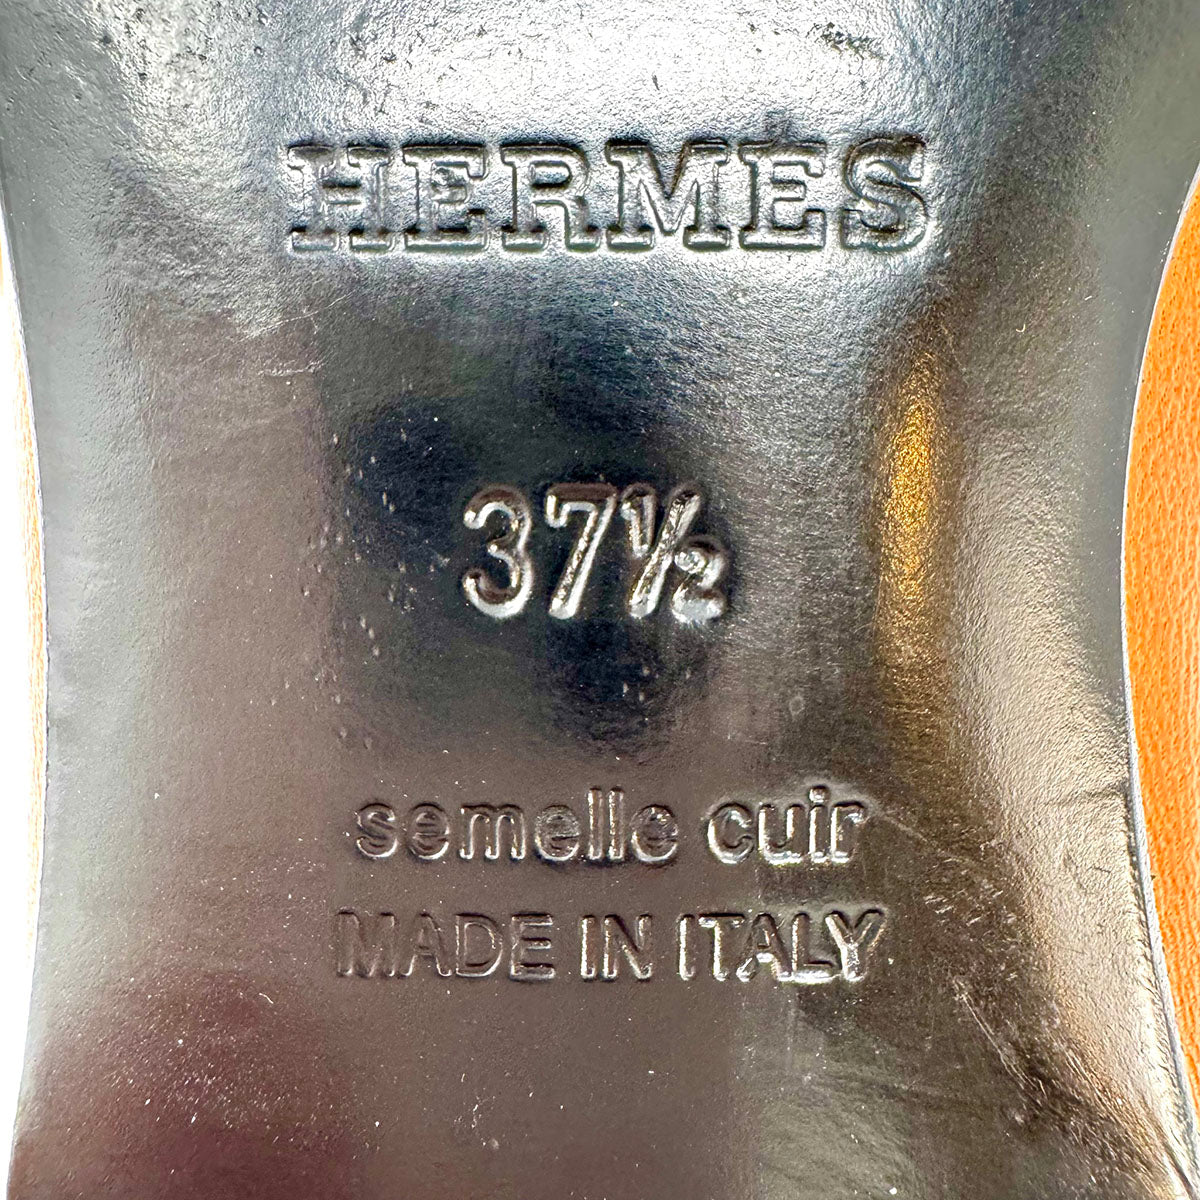 HERMÈS
37½
semelle cuir
MADE IN ITALY